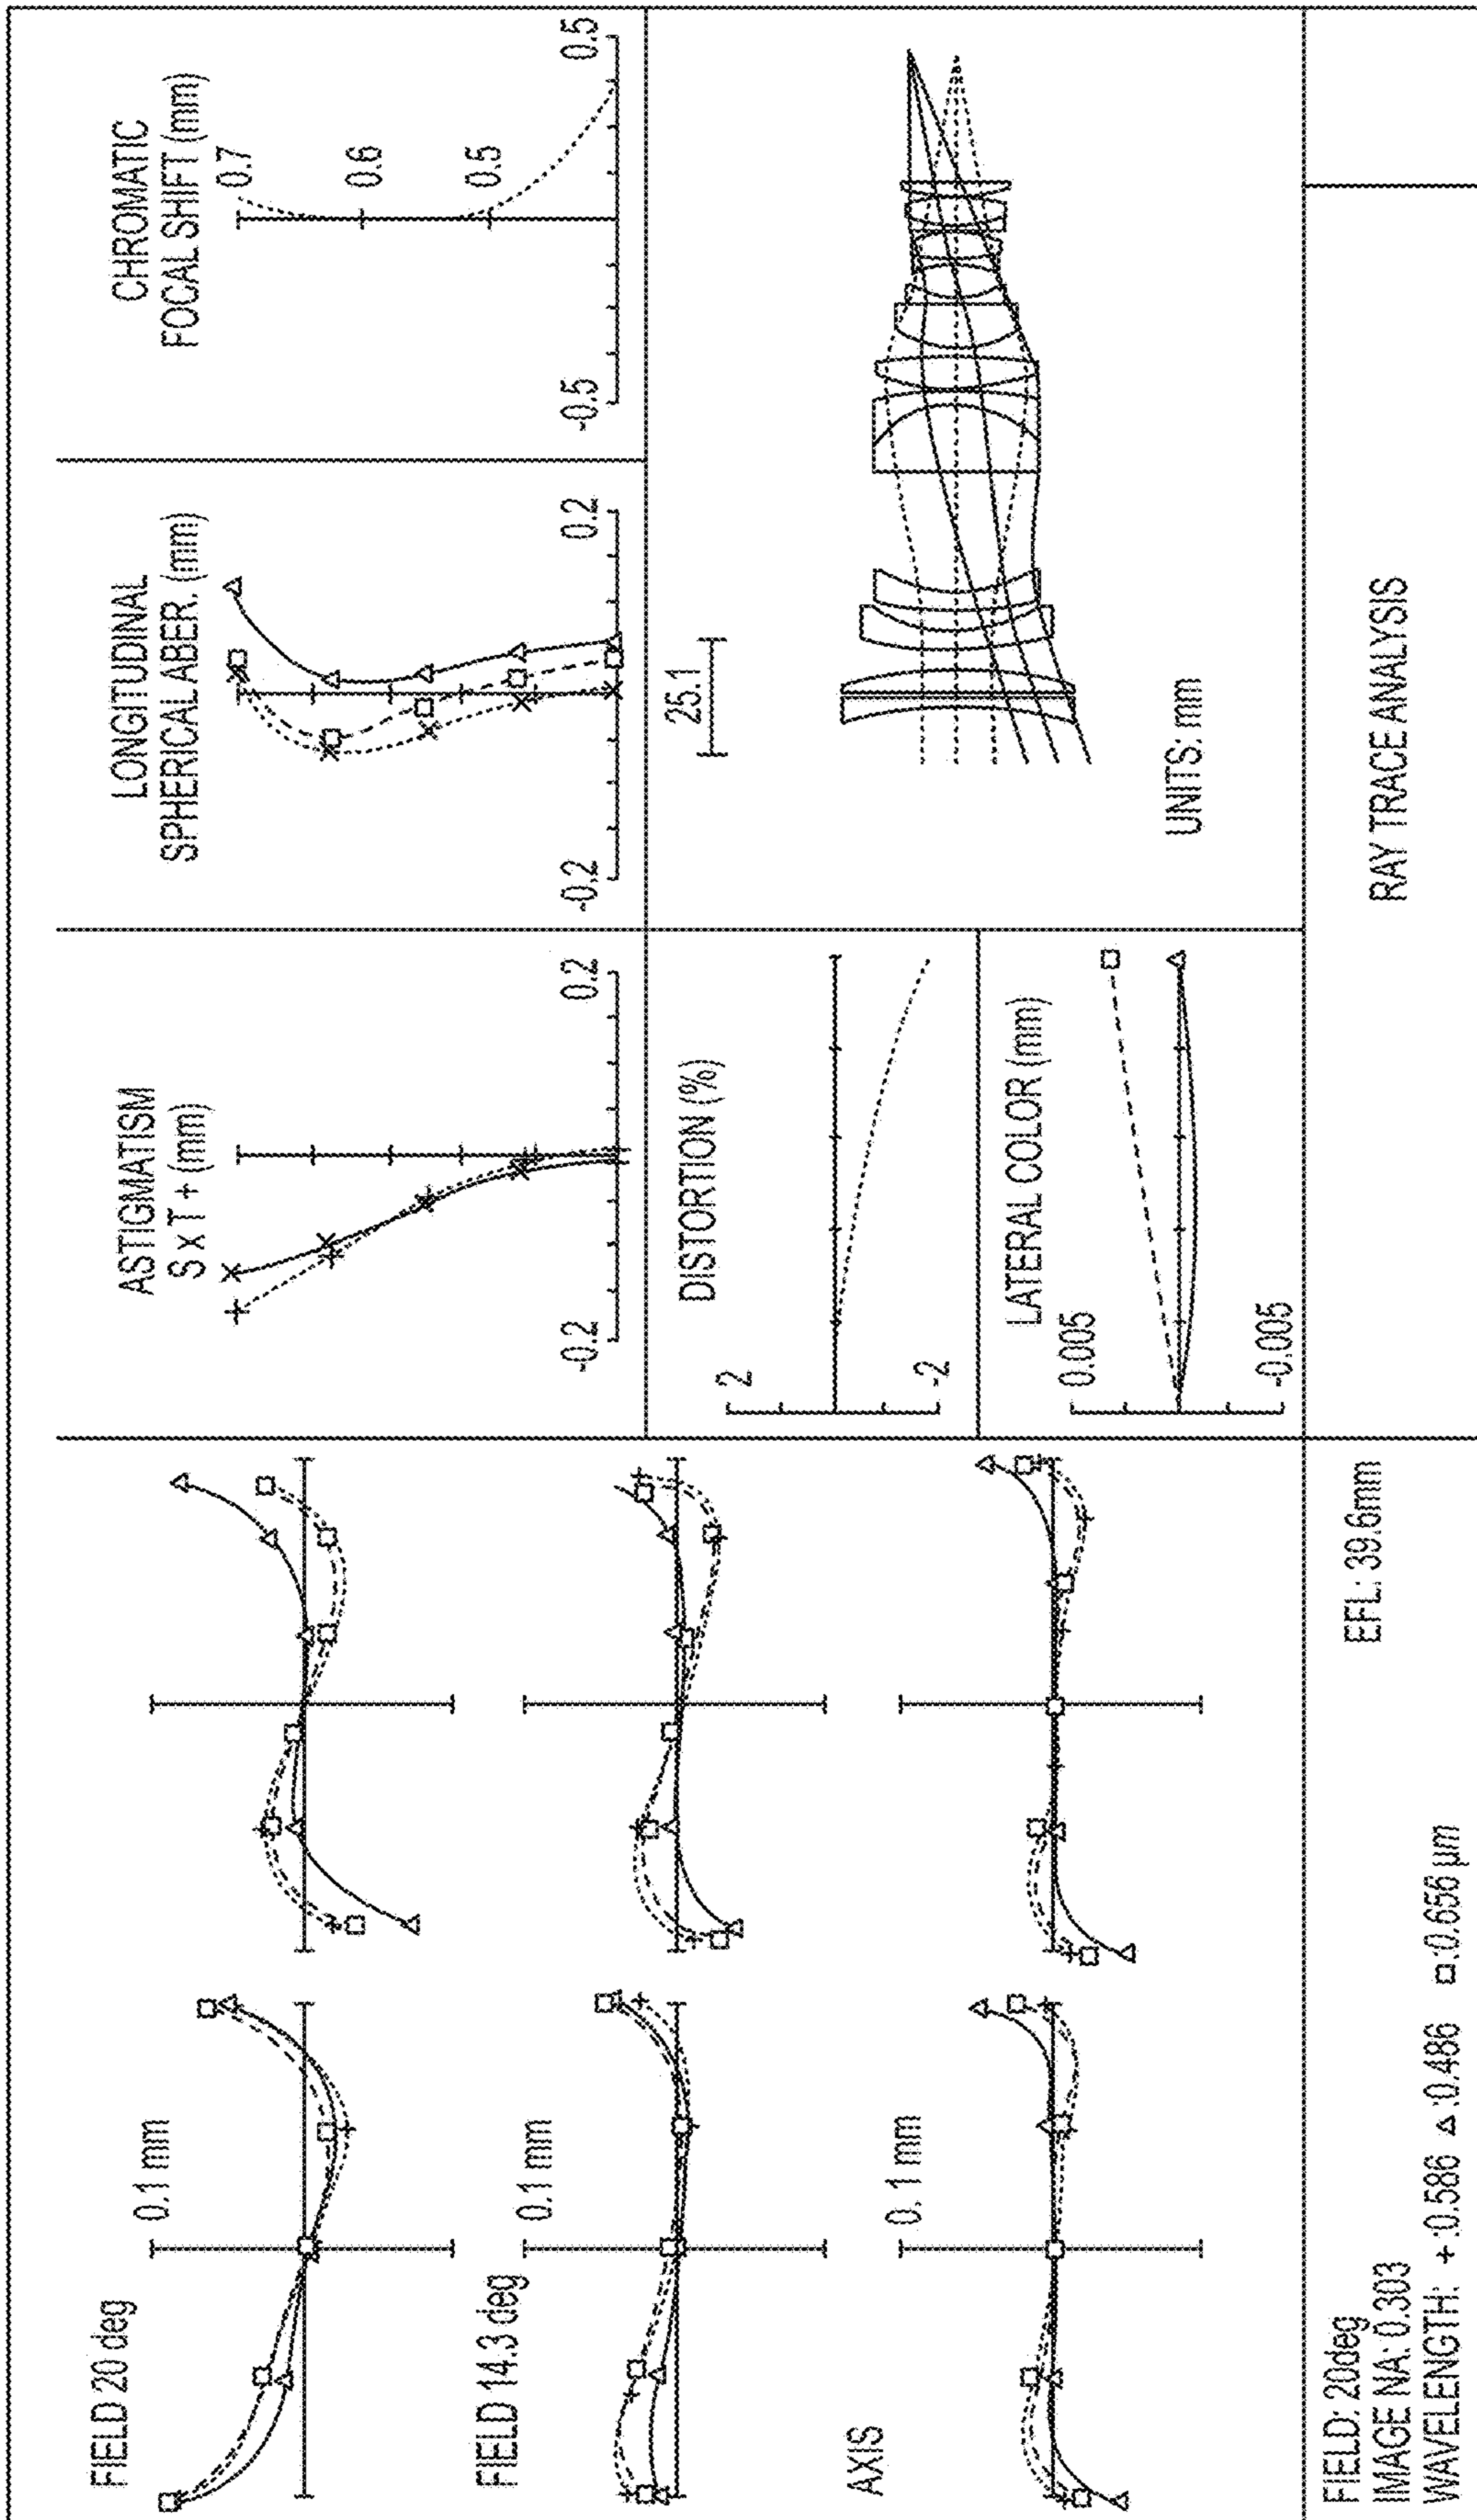 FIELD 20 deg
0.1 mm
FIELD 14.3 deg
0.1 mm
AXIS
0.1 mm
ASTIGMATISM
S x T + (mm)
-0.2
0.2
LONGITUDINAL
SPHERICAL ABER. (mm)
-0.2
0.2
CHROMATIC
FOCAL SHIFT (mm)
0.7
0.6
0.5
-0.5
0.5
DISTORTION (%)
2
-2
LATERAL COLOR (mm)
0.005
-0.005
25.1
UNITS: mm
FIELD: 20deg
IMAGE NA: 0.303
EFL: 39.6mm
WAVELENGTH: + :0.586 △ :0.486 □ :0.656 µm
RAY TRACE ANALYSIS